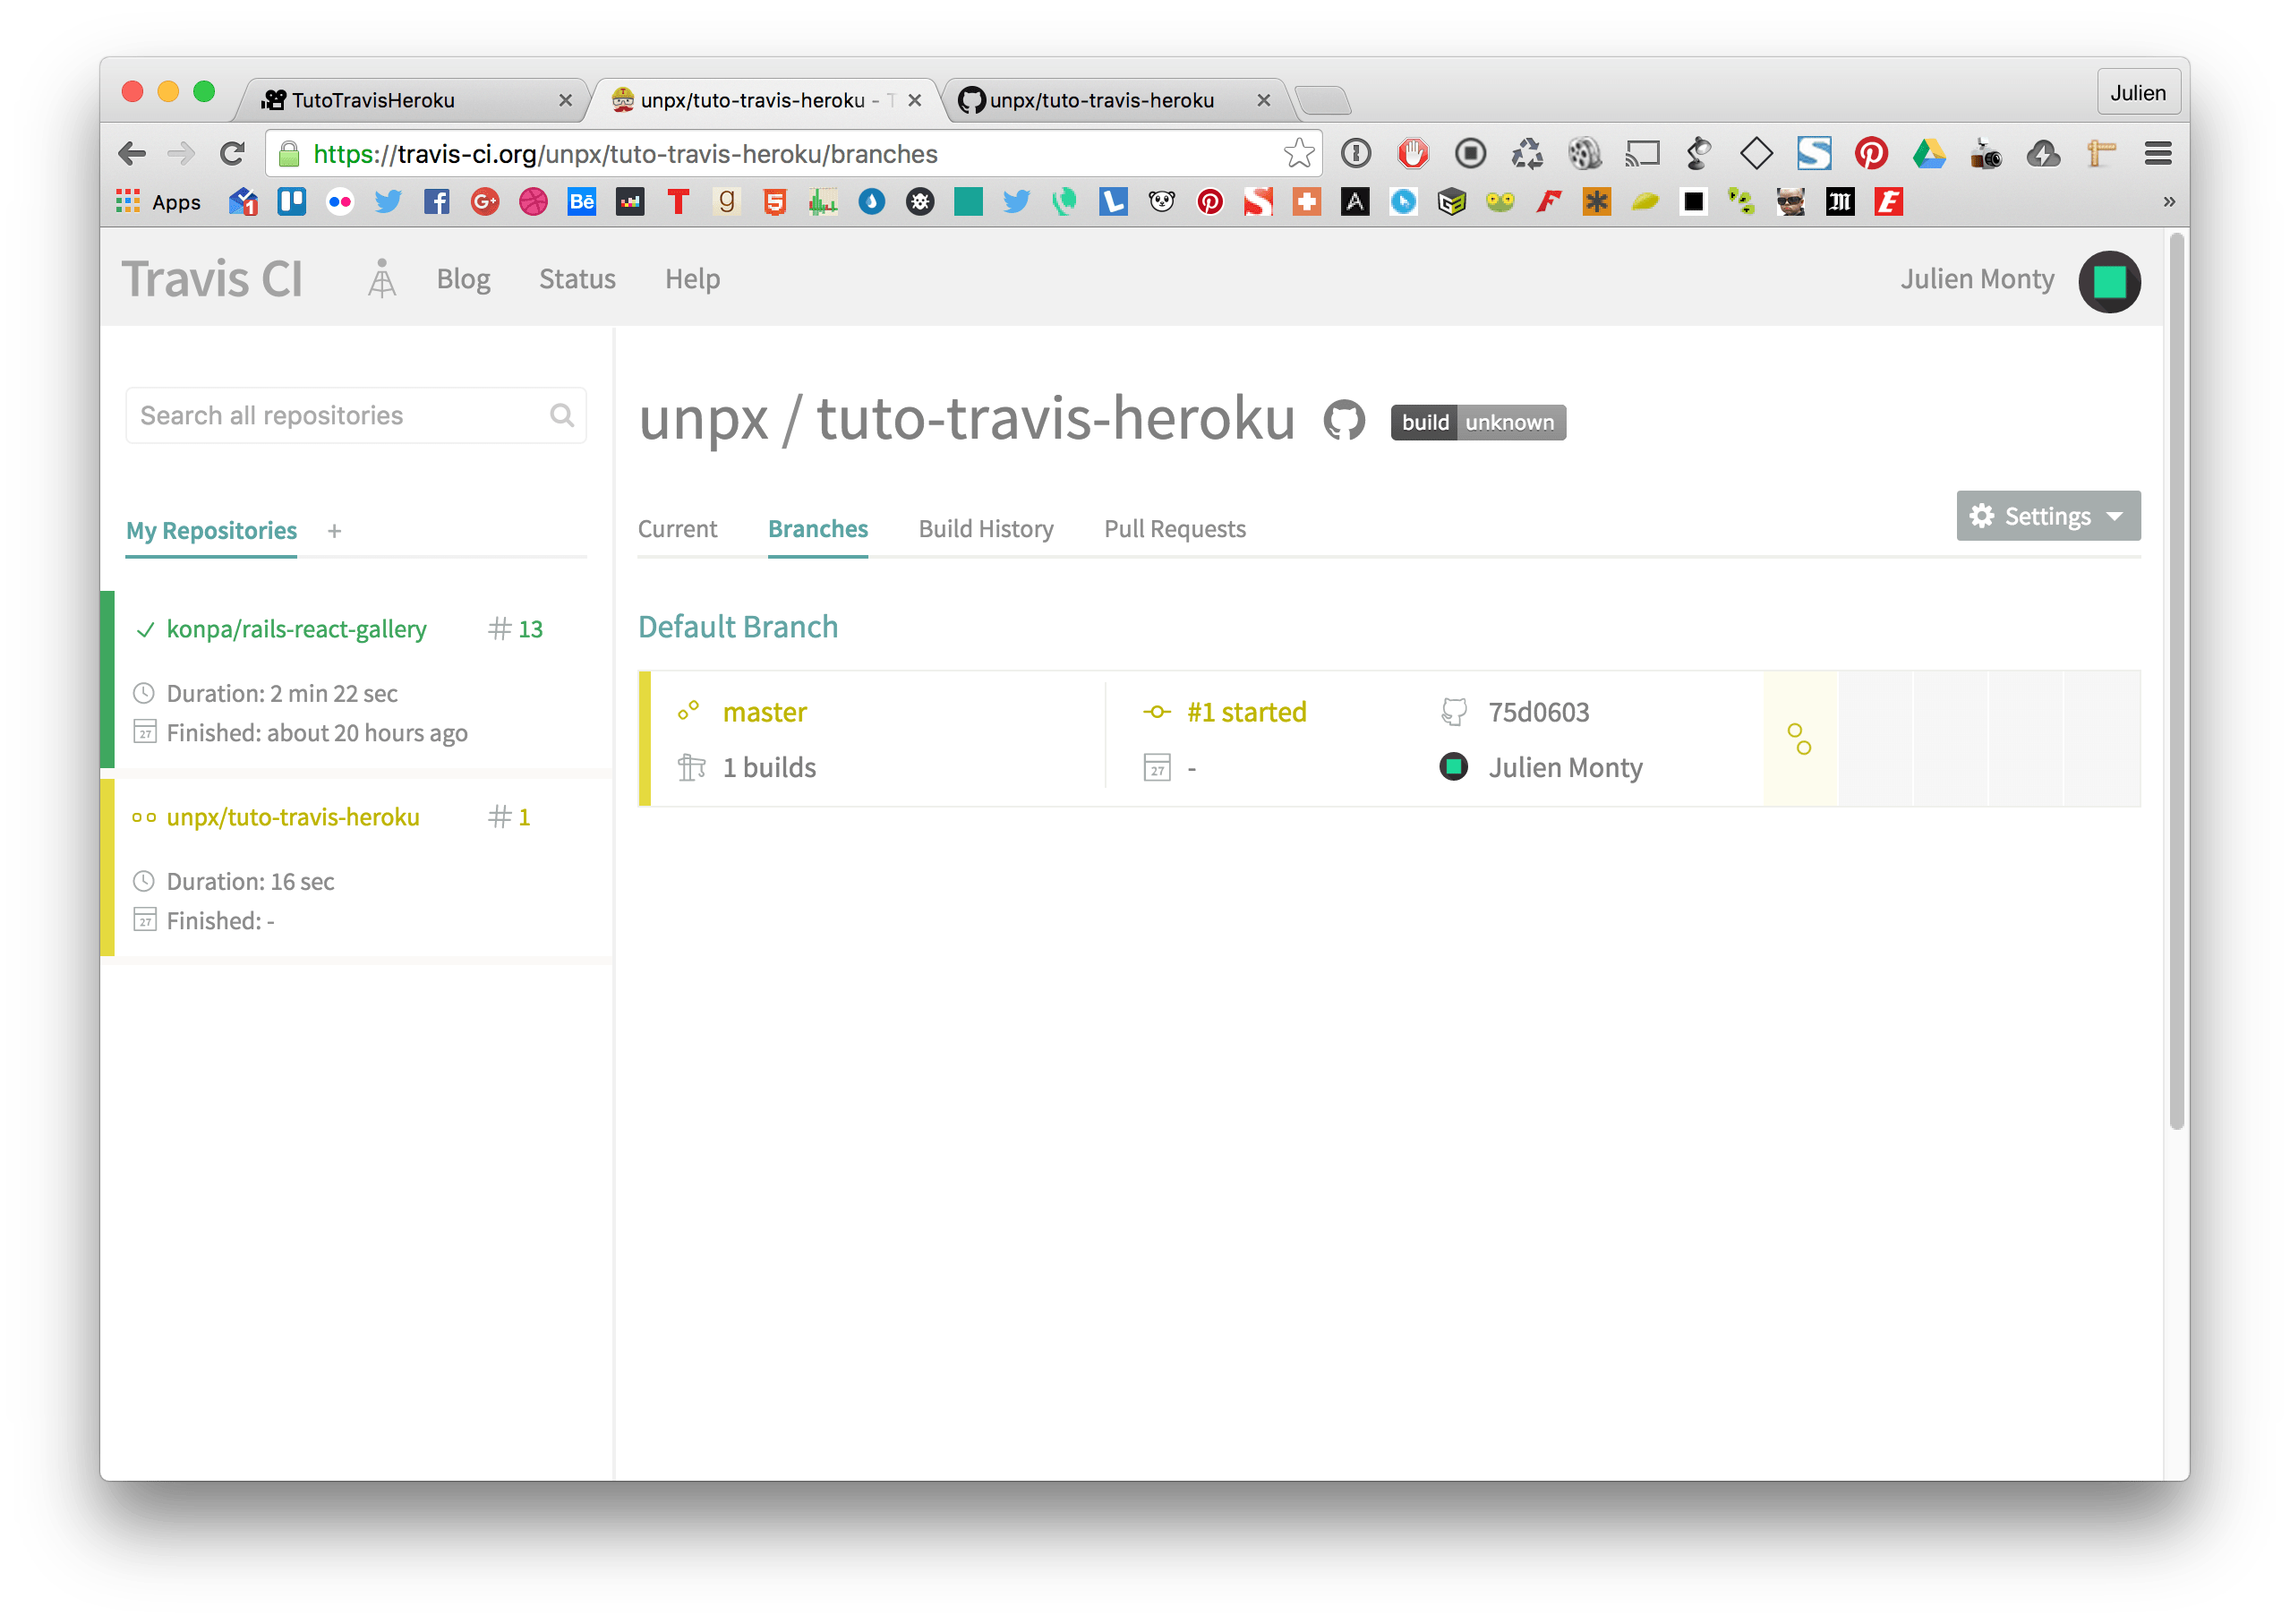 TutoTravisHeroku
unpx/tuto-travis-heroku - T
unpx/tuto-travis-heroku
Julien
https://travis-ci.org/unpx/tuto-travis-heroku/branches
Apps
Travis CI
Blog
Status
Help
Julien Monty
Search all repositories
unpx / tuto-travis-heroku
build unknown
My Repositories +
Current
Branches
Build History
Pull Requests
Settings
konpa/rails-react-gallery # 13
Duration: 2 min 22 sec
27 Finished: about 20 hours ago
unpx/tuto-travis-heroku # 1
Duration: 16 sec
27 Finished: -
Default Branch
master
#1 started
75d0603
1 builds
27 -
Julien Monty